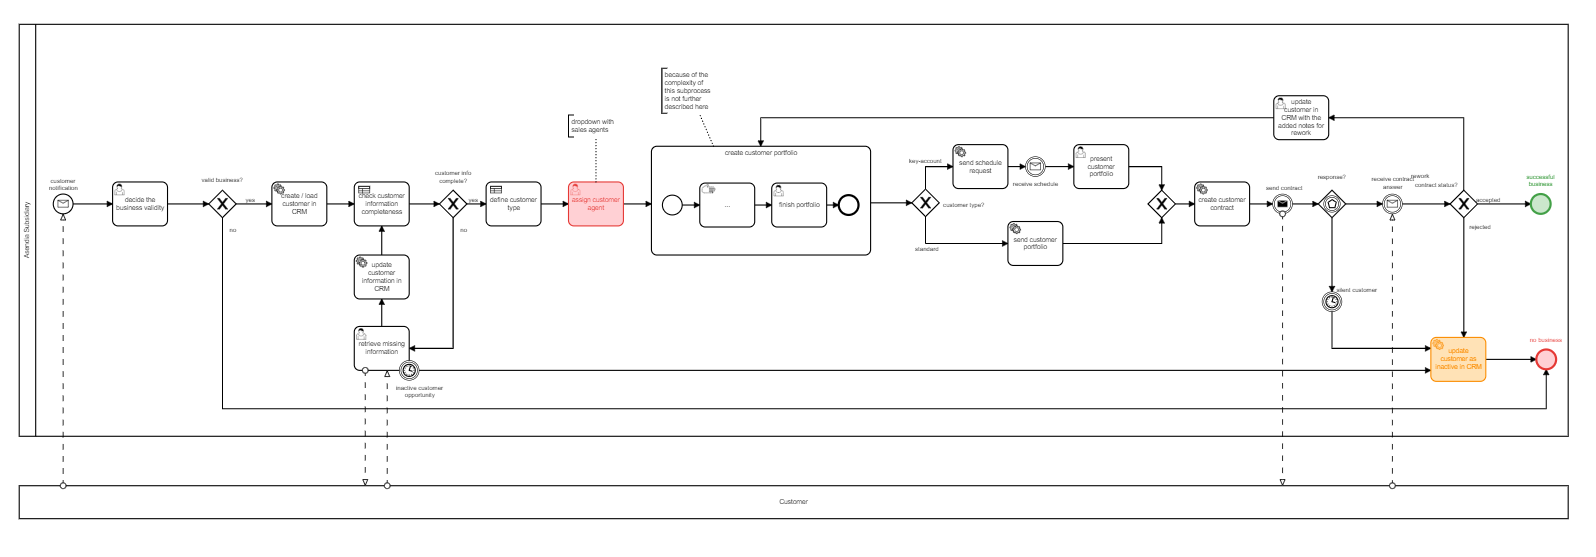 Asendia Subsidiary
customer
notification
decide the
business validity
valid business?
yes
no
create / load
customer in
CRM
check customer
information
completeness
update
customer
information in
CRM
retrieve missing
information
inactive customer
opportunity
customer info
complete?
yes
no
define customer
type
dropdown with
sales agents
assign customer
agent
because of the
complexity of
this subprocess
is not further
described here
create customer portfolio
...
finish portfolio
key-account
customer type?
standard
send schedule
request
receive schedule
present
customer
portfolio
send customer
portfolio
create customer
contract
send contract
response?
silent customer
receive contract
answer
update
customer in
CRM with the
added notes for
rework
rework
contract status?
accepted
rejected
successful
business
update
customer as
inactive in CRM
no business
Customer